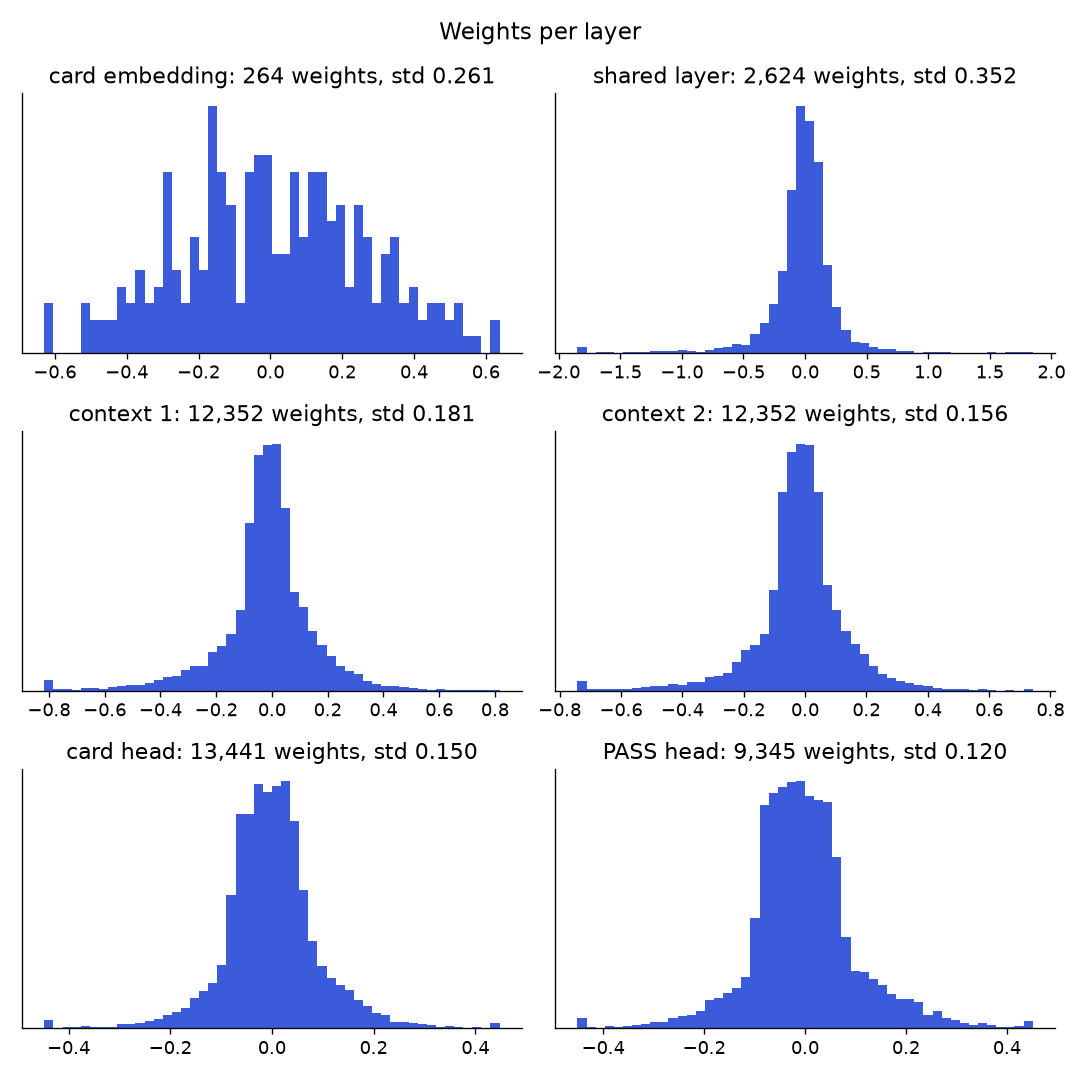 Weights per layer
card embedding: 264 weights, std 0.261
shared layer: 2,624 weights, std 0.352
−0.6 −0.4 −0.2 0.0 0.2 0.4 0.6
−2.0 −1.5 −1.0 −0.5 0.0 0.5 1.0 1.5 2.0
context 1: 12,352 weights, std 0.181
context 2: 12,352 weights, std 0.156
−0.8 −0.6 −0.4 −0.2 0.0 0.2 0.4 0.6 0.8
−0.8 −0.6 −0.4 −0.2 0.0 0.2 0.4 0.6 0.8
card head: 13,441 weights, std 0.150
PASS head: 9,345 weights, std 0.120
−0.4 −0.2 0.0 0.2 0.4
−0.4 −0.2 0.0 0.2 0.4